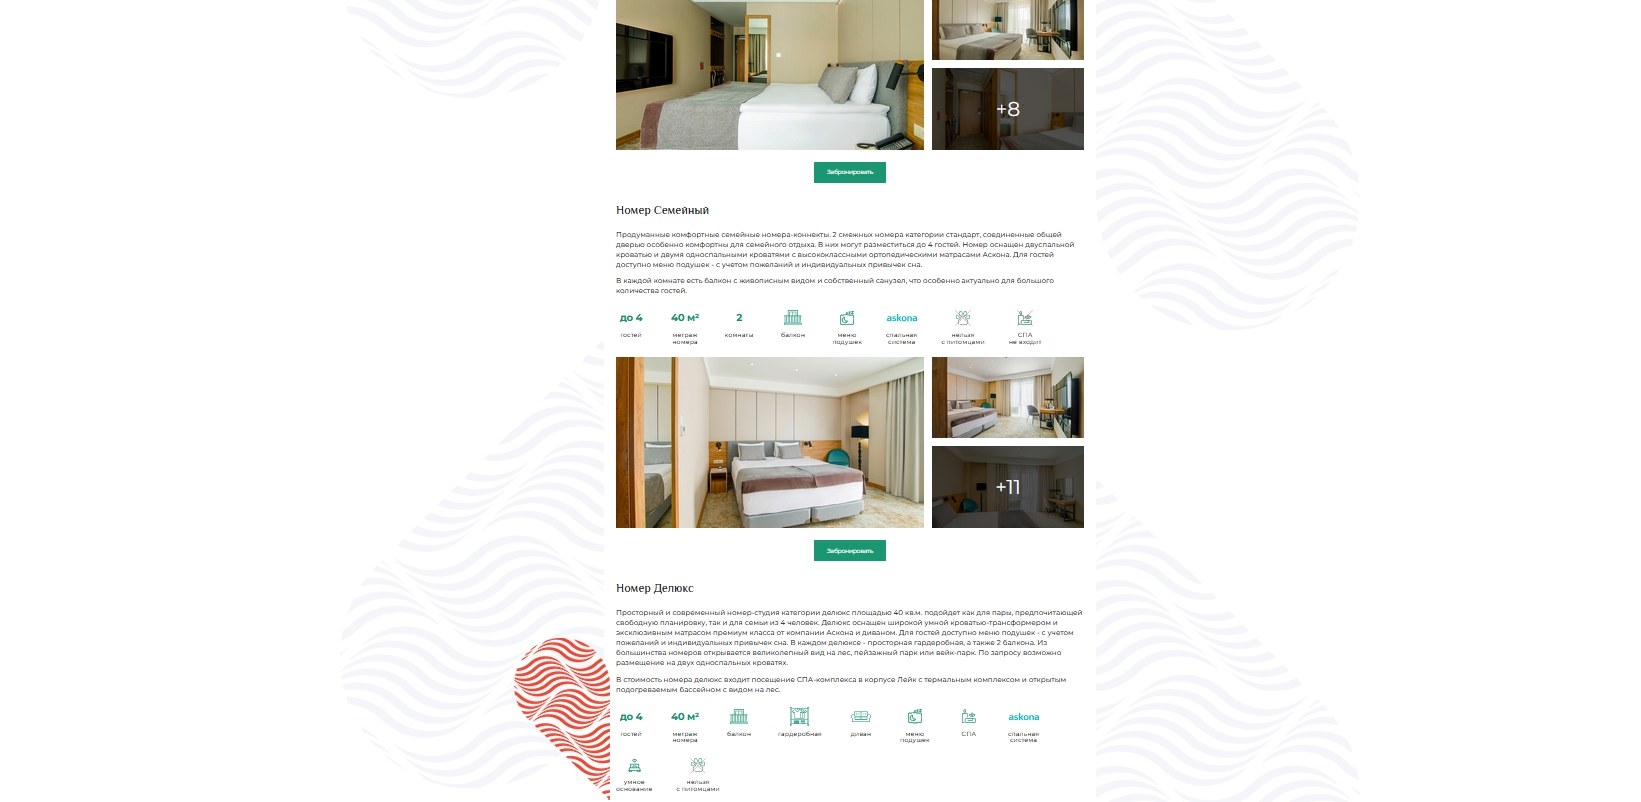 +8
Забронировать
Номер Семейный
Продуманные комфортные семейные номера-коннекты. 2 смежных номера категории стандарт, соединенные общей
дверью особенно комфортны для семейного отдыха. В них могут разместиться до 4 гостей. Номер оснащен двуспальной
кроватью и двумя односпальными кроватями с высококлассными ортопедическими матрасами Аскона. Для гостей
доступно меню подушек - с учетом пожеланий и индивидуальных привычек сна.
В каждой комнате есть балкон с живописным видом и собственный санузел, что особенно актуально для большого
количества гостей.
до 4 40 м² 2 askona
гостей метраж комнаты балкон меню спальная нельзя СПА
номера подушек система с питомцами не входит
+11
Забронировать
Номер Делюкс
Просторный и современный номер-студия категории делюкс площадью 40 кв.м. подойдет как для пары, предпочитающей
свободную планировку, так и для семьи из 4 человек. Делюкс оснащен широкой умной кроватью-трансформером и
эксклюзивным матрасом премиум класса от компании Аскона и диваном. Для гостей доступно меню подушек - с учетом
пожеланий и индивидуальных привычек сна. В каждом делюксе - просторная гардеробная, а также 2 балкона. Из
большинства номеров открывается великолепный вид на лес, пейзажный парк или вейк-парк. По запросу возможно
размещение на двух односпальных кроватях.
В стоимость номера делюкс входит посещение СПА-комплекса в корпусе Лейк с термальным комплексом и открытым
подогреваемым бассейном с видом на лес.
до 4 40 м² askona
гостей метраж балкон гардеробная диван меню СПА спальная
номера подушек система
умное нельзя
основание с питомцами